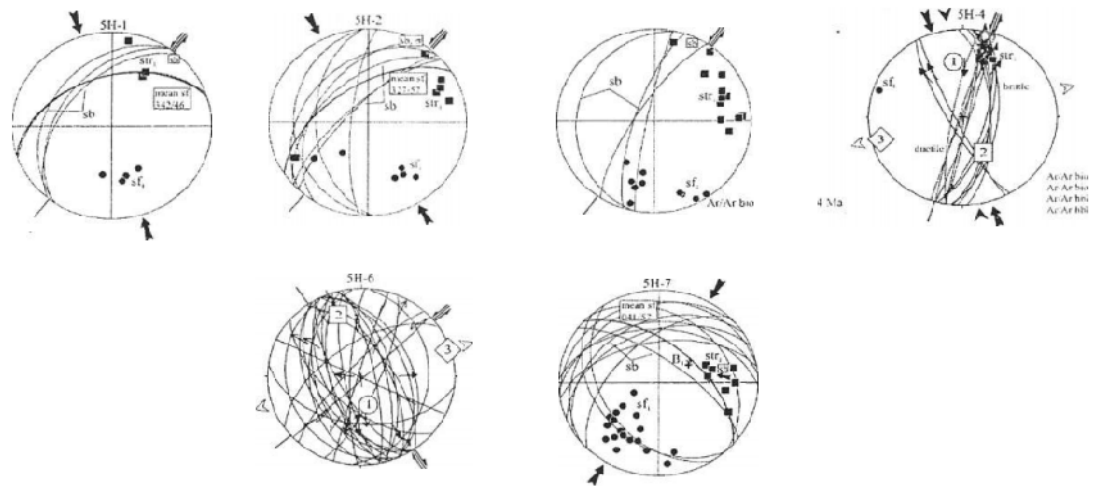 5H-1
str₁
mean sf
342/46
sb
sf₁
5H-2
mean sf
327/57
str₁
sb
sf₁
sb
sb
str₁
sf₁
Ar/Ar bio
4 Ma
5H-4
1
str₁
sf₁
brittle
3
ductile
2
Ar/Ar bio
Ar/Ar bio
Ar/Ar hbl
Ar/Ar hbl
5H-6
2
3
1
5H-7
mean sf
041/52
B₁
str₁
sb
sf₁